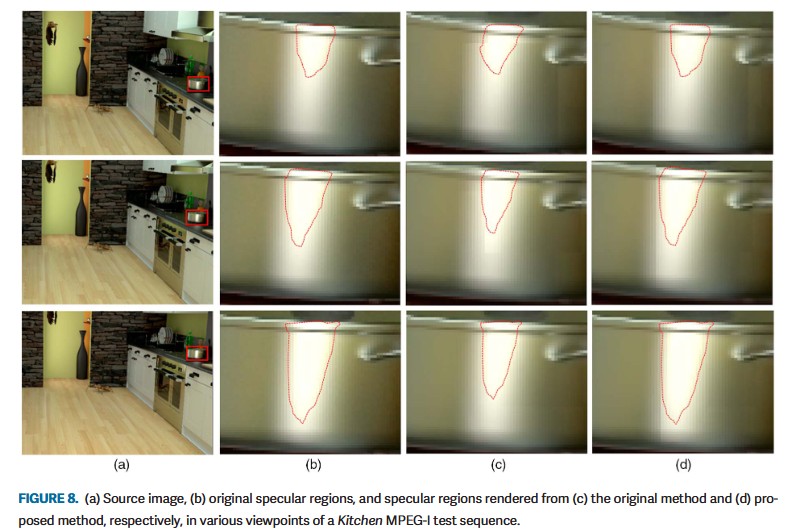 (a) (b) (c) (d)
FIGURE 8. (a) Source image, (b) original specular regions, and specular regions rendered from (c) the original method and (d) pro-
posed method, respectively, in various viewpoints of a Kitchen MPEG-I test sequence.